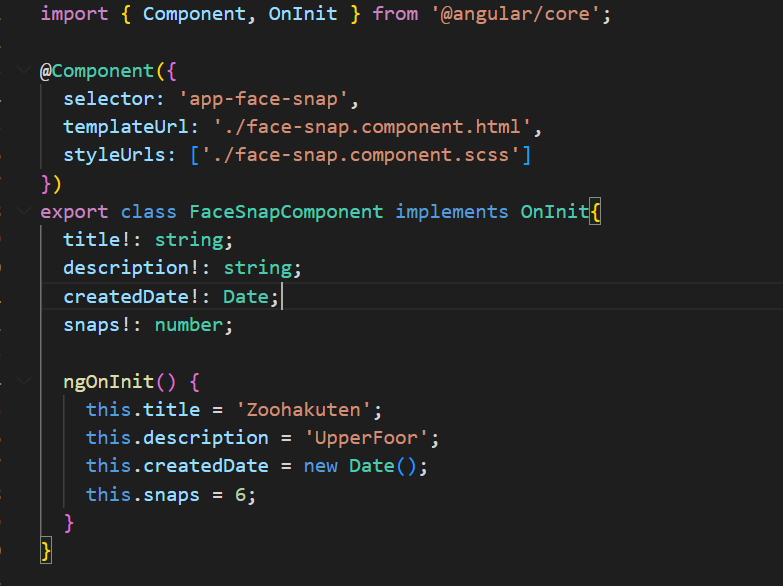 import { Component, OnInit } from '@angular/core';
@Component({
selector: 'app-face-snap',
templateUrl: './face-snap.component.html',
styleUrls: ['./face-snap.component.scss']
})
export class FaceSnapComponent implements OnInit{
title!: string;
description!: string;
createdDate!: Date;
snaps!: number;
ngOnInit() {
this.title = 'Zoohakuten';
this.description = 'UpperFoor';
this.createdDate = new Date();
this.snaps = 6;
}
}